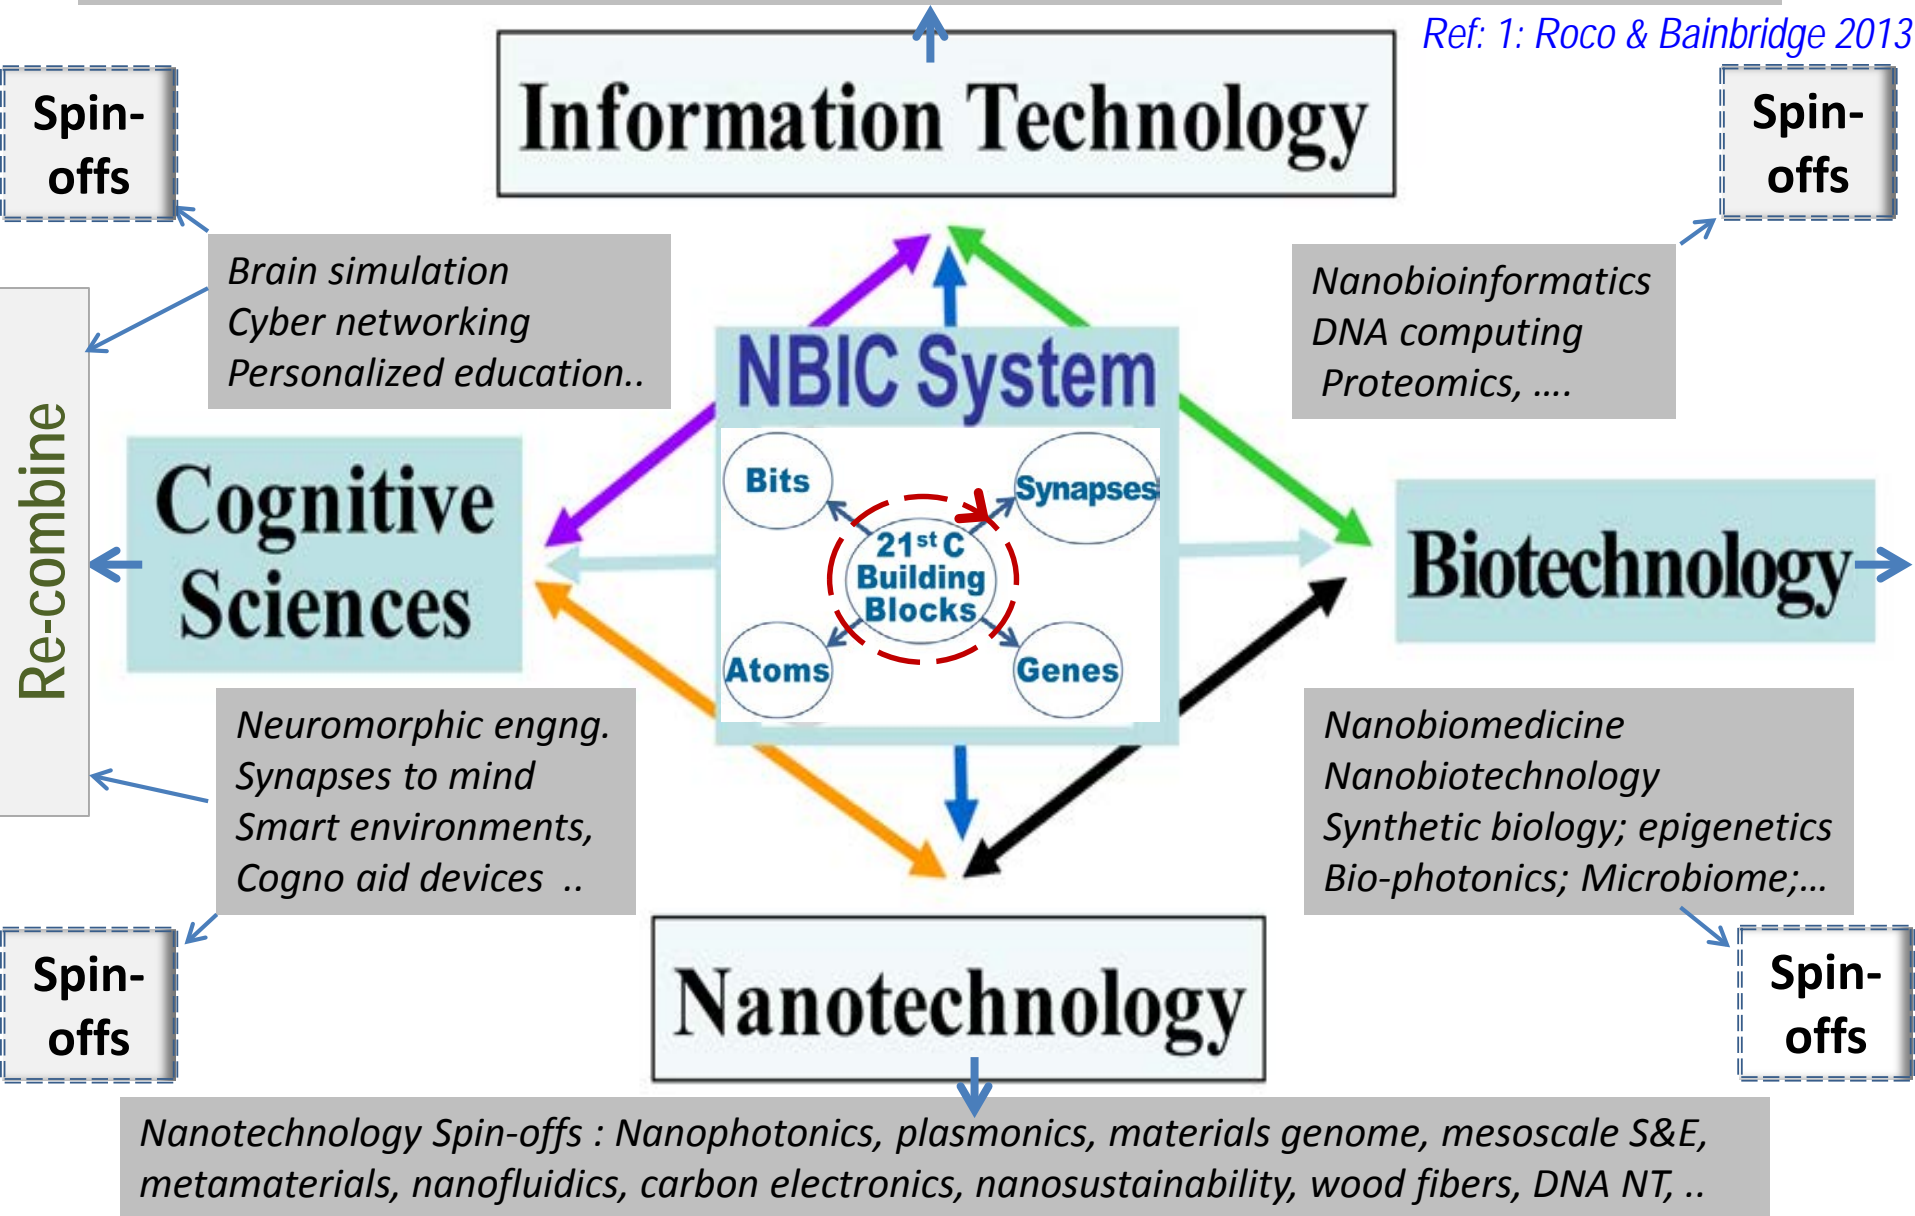 Ref: 1: Roco & Bainbridge 2013
Information Technology
Spin-
offs
Spin-
offs
Brain simulation
Cyber networking
Personalized education..
Nanobioinformatics
DNA computing
Proteomics, ....
NBIC System
Bits
Synapses
21st C
Building
Blocks
Atoms
Genes
Re-combine
Cognitive
Sciences
Biotechnology
Neuromorphic engng.
Synapses to mind
Smart environments,
Cogno aid devices ..
Nanobiomedicine
Nanobiotechnology
Synthetic biology; epigenetics
Bio-photonics; Microbiome;...
Spin-
offs
Spin-
offs
Nanotechnology
Nanotechnology Spin-offs : Nanophotonics, plasmonics, materials genome, mesoscale S&E,
metamaterials, nanofluidics, carbon electronics, nanosustainability, wood fibers, DNA NT, ..